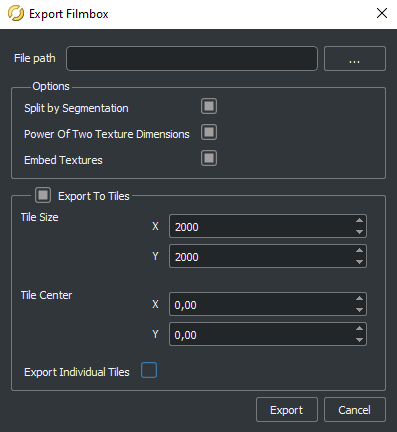 Export Filmbox
File path ...
Options
Split by Segmentation
Power Of Two Texture Dimensions
Embed Textures
Export To Tiles
Tile Size X 2000
Y 2000
Tile Center X 0,00
Y 0,00
Export Individual Tiles
Export Cancel